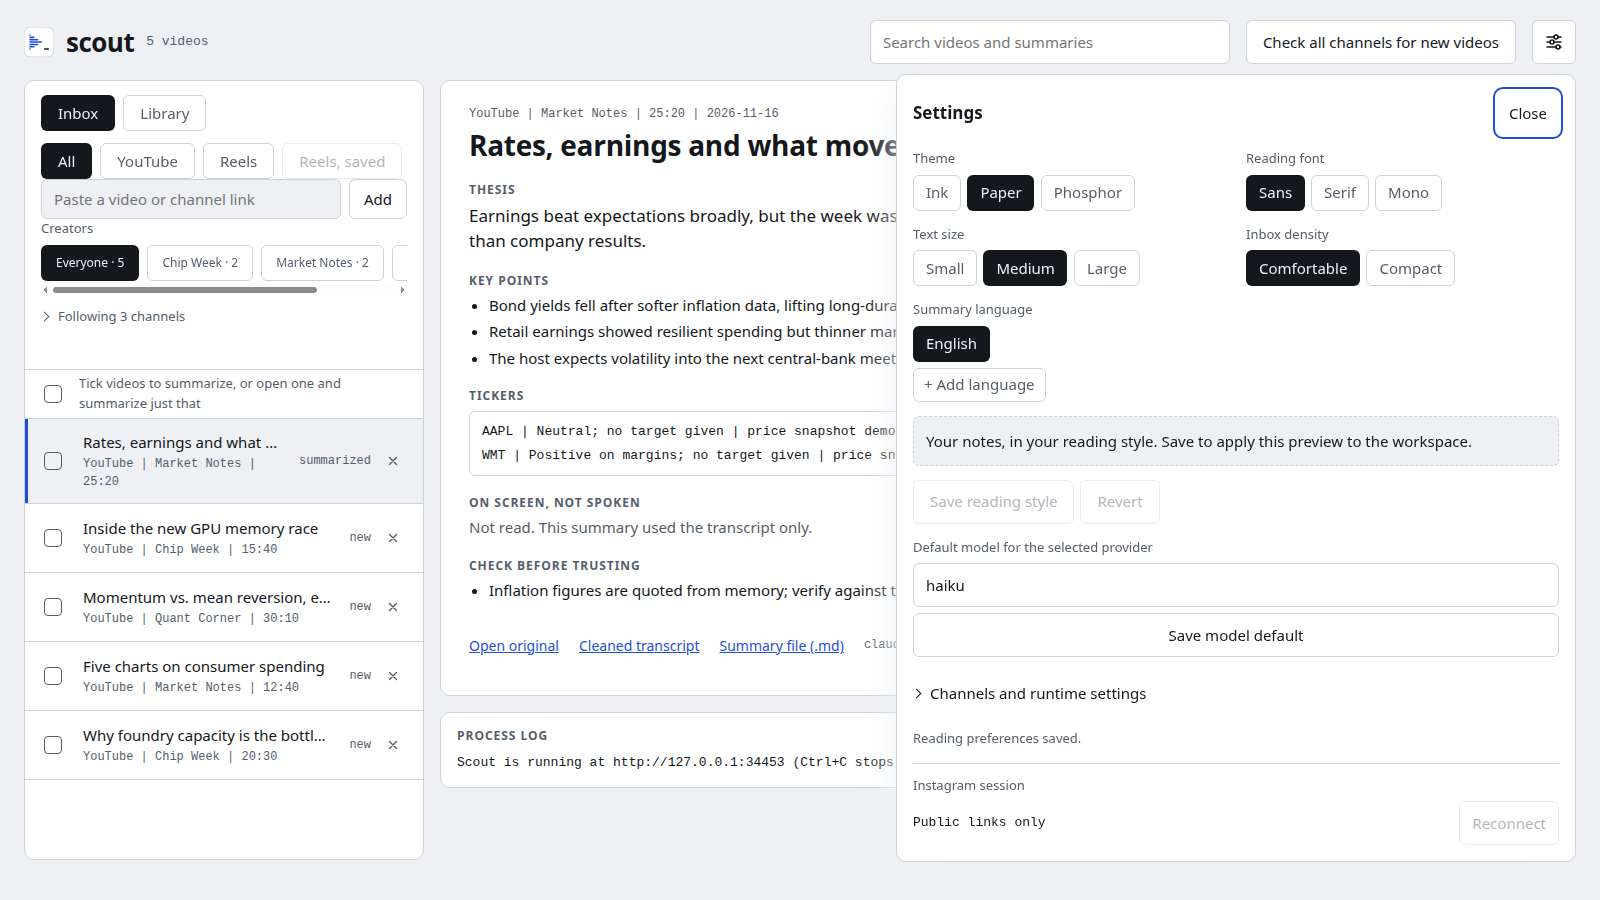 scout
5 videos
Search videos and summaries
Check all channels for new videos
Inbox
Library
All
YouTube
Reels
Reels, saved
Paste a video or channel link
Add
Creators
Everyone · 5
Chip Week · 2
Market Notes · 2
Following 3 channels
Tick videos to summarize, or open one and
summarize just that
Rates, earnings and what ...
YouTube | Market Notes |
25:20
summarized
Inside the new GPU memory race
YouTube | Chip Week | 15:40
new
Momentum vs. mean reversion, e...
YouTube | Quant Corner | 30:10
new
Five charts on consumer spending
YouTube | Market Notes | 12:40
new
Why foundry capacity is the bottl...
YouTube | Chip Week | 20:30
new
YouTube | Market Notes | 25:20 | 2026-11-16
Rates, earnings and what move
THESIS
Earnings beat expectations broadly, but the week was
than company results.
KEY POINTS
• Bond yields fell after softer inflation data, lifting long-dura
• Retail earnings showed resilient spending but thinner mar
• The host expects volatility into the next central-bank meet
TICKERS
AAPL | Neutral; no target given | price snapshot demo
WMT | Positive on margins; no target given | price sn
ON SCREEN, NOT SPOKEN
Not read. This summary used the transcript only.
CHECK BEFORE TRUSTING
• Inflation figures are quoted from memory; verify against t
Open original
Cleaned transcript
Summary file (.md)
clau
PROCESS LOG
Scout is running at http://127.0.0.1:34453 (Ctrl+C stops
Settings
Close
Theme
Ink
Paper
Phosphor
Reading font
Sans
Serif
Mono
Text size
Small
Medium
Large
Inbox density
Comfortable
Compact
Summary language
English
+ Add language
Your notes, in your reading style. Save to apply this preview to the workspace.
Save reading style
Revert
Default model for the selected provider
haiku
Save model default
Channels and runtime settings
Reading preferences saved.
Instagram session
Public links only
Reconnect